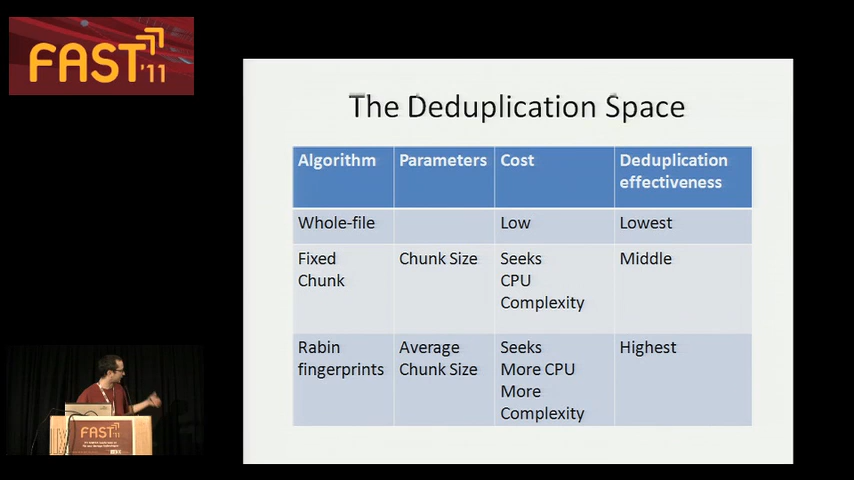 FAST '11
The Deduplication Space
Algorithm Parameters Cost Deduplication effectiveness
Whole-file Low Lowest
Fixed Chunk Chunk Size Seeks CPU Complexity Middle
Rabin fingerprints Average Chunk Size Seeks More CPU More Complexity Highest
FAST '11